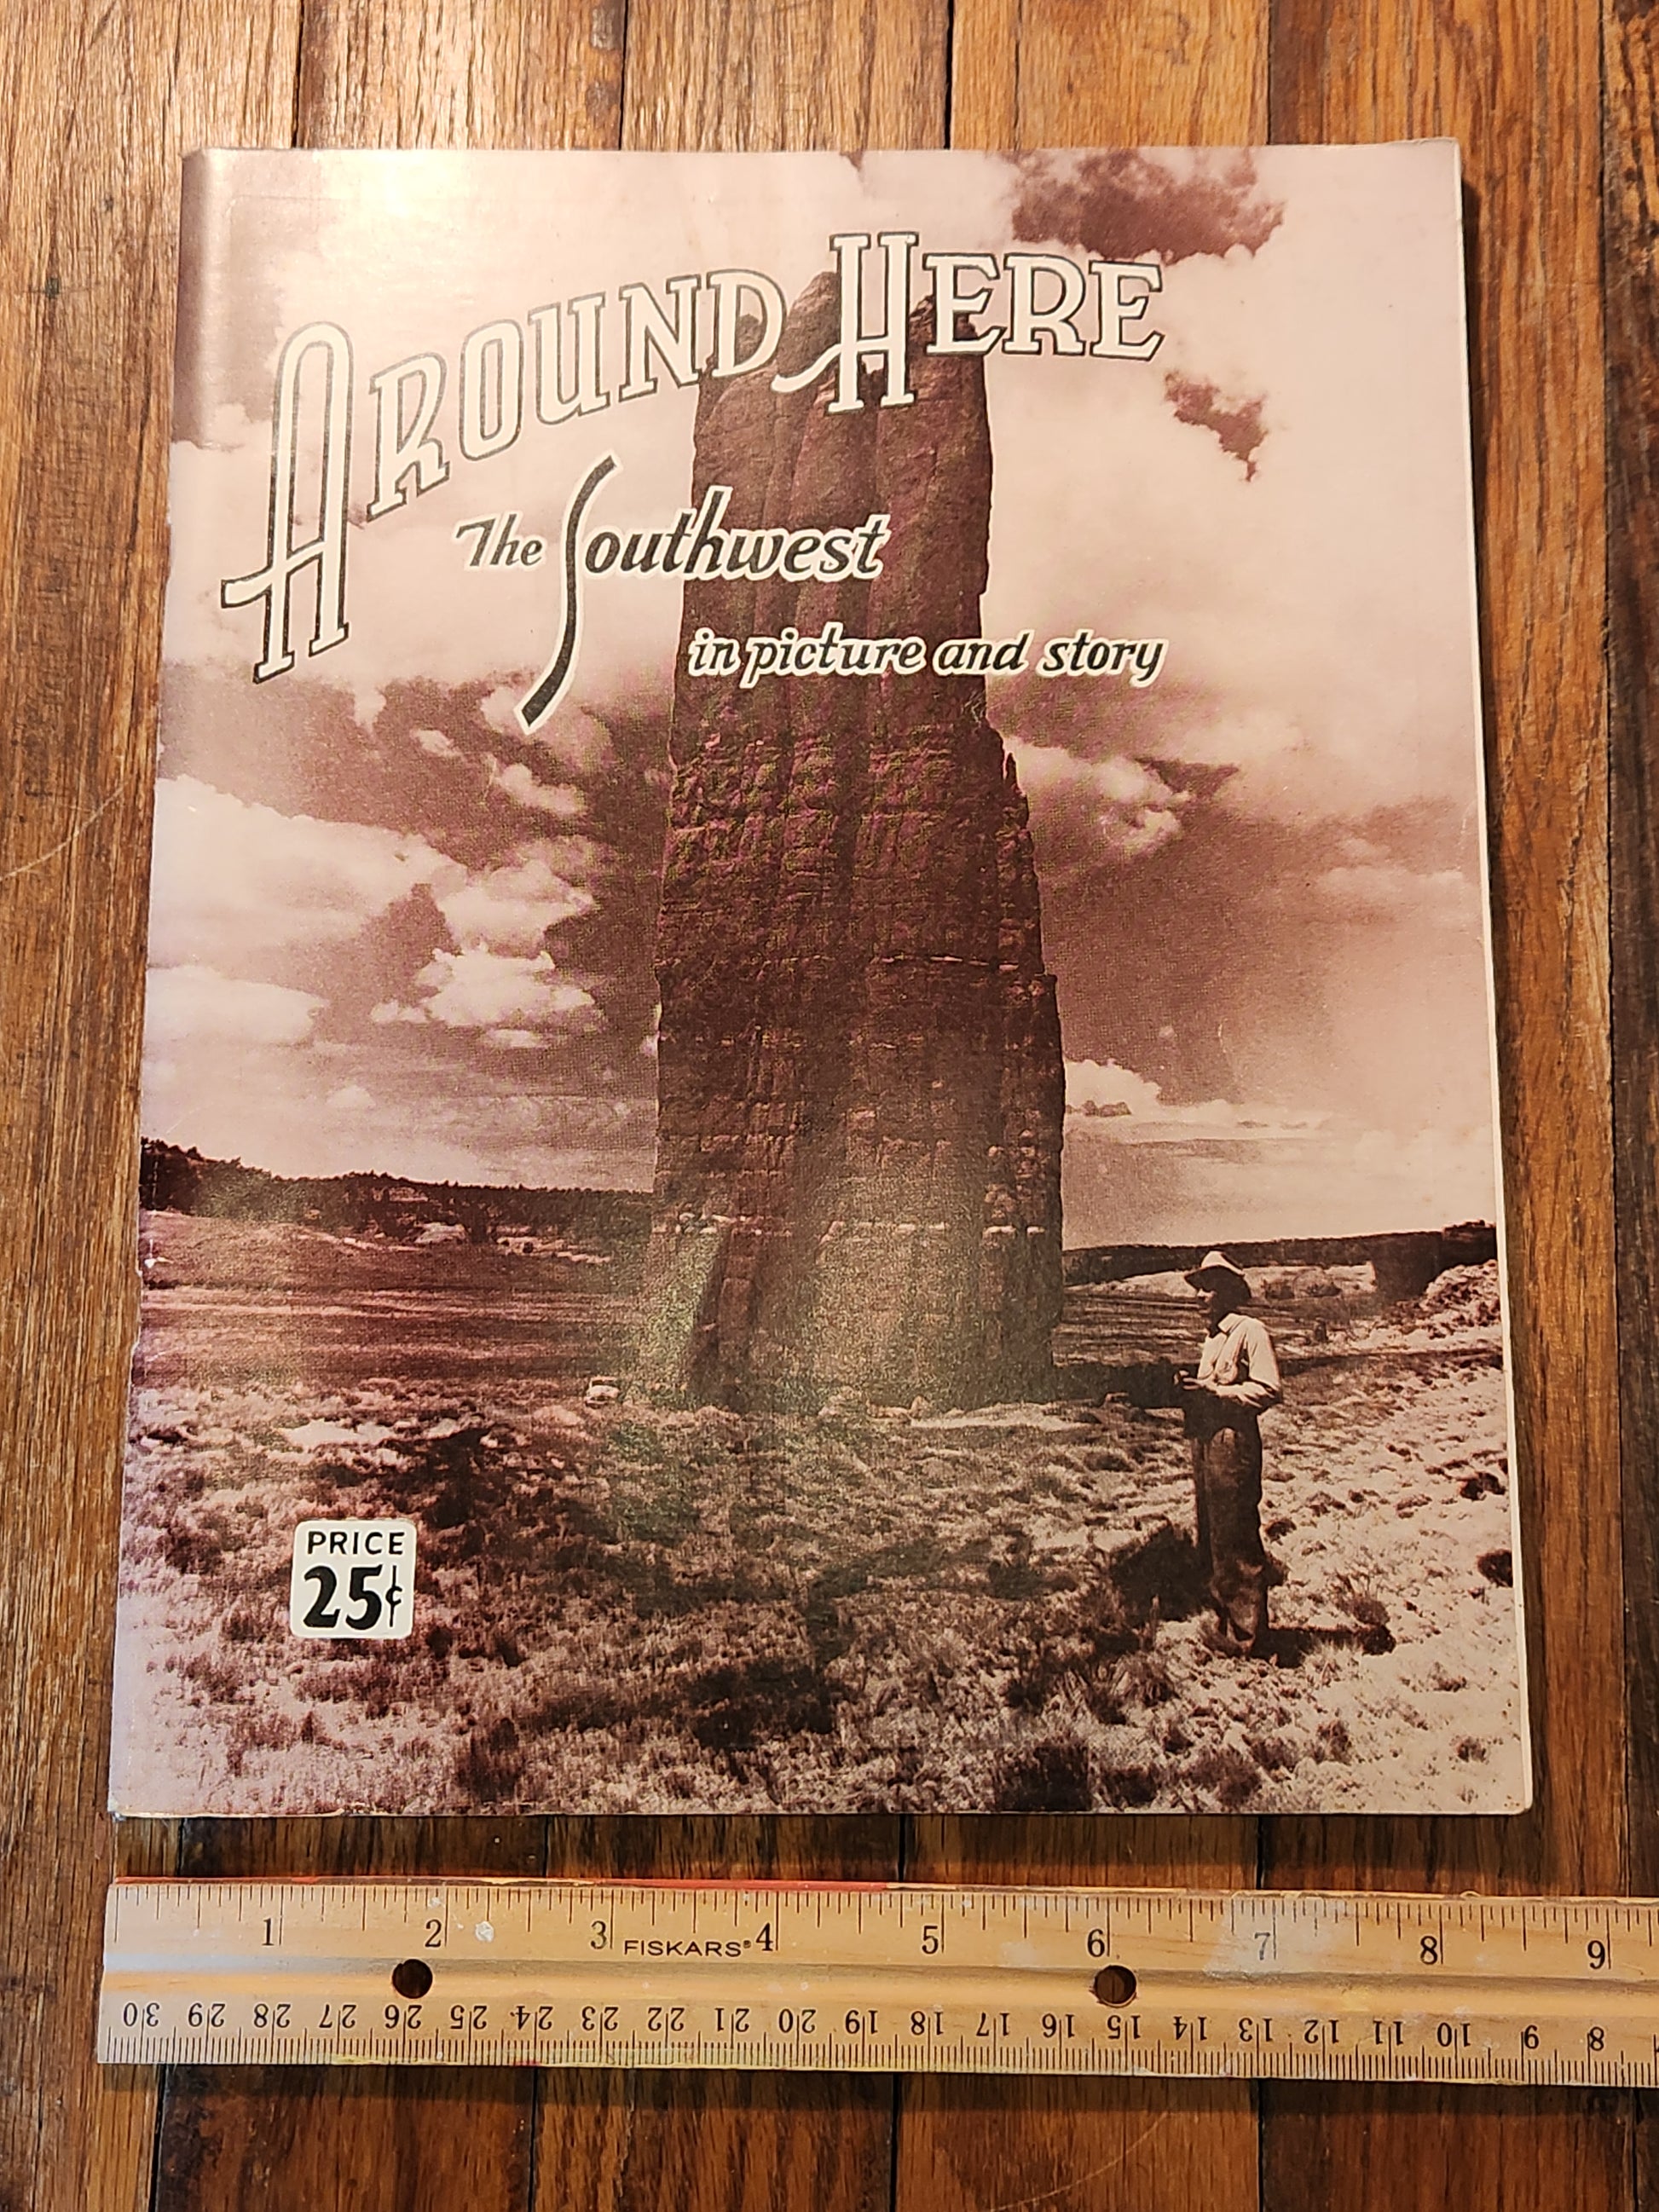 AROUND HERE
The Southwest
in picture and story
PRICE
25¢
1 2 3 FISKARS® 4 5 6 7 8 9
30 29 28 27 26 25 24 23 22 21 20 19 18 17 16 15 14 13 12 11 10 9 8